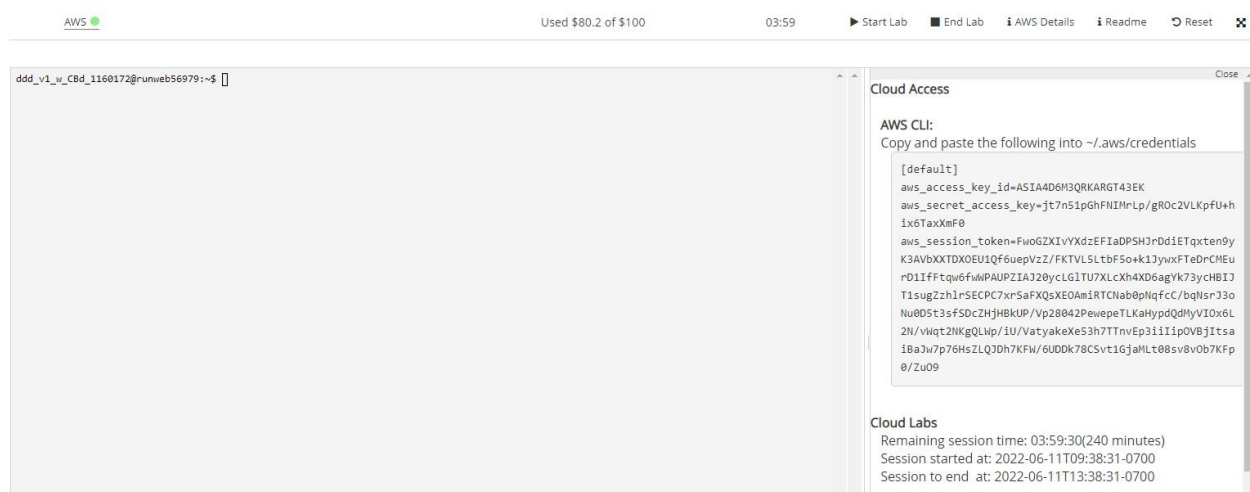 AWS
Used $80.2 of $100
03:59
Start Lab
End Lab
AWS Details
Readme
Reset
ddd_v1_w_CBd_1160172@runweb56979:~$
Close
Cloud Access
AWS CLI:
Copy and paste the following into ~/.aws/credentials
[default]
aws_access_key_id=ASIA4D6M3QRKARGT43EK
aws_secret_access_key=jt7n51pGhFNIMrLp/gROc2VLKpfU+h
ix6TaxXmF0
aws_session_token=FwoGZXIvYXdzEFIaDPSHJrDdiETqxten9y
K3AVbXXTDXOEU1Qf6uepVzZ/FKTVL5LtbF5o+k1JywxFTeDrCMEu
rD1IfFtqw6fwWPAUPZIAJ20ycLGlTU7XLcXh4XD6agYk73ycHBIJ
T1sugZzhlrSECPC7xrSaFXQsXEOAmiRTCNab0pNqfcC/bqNsrJ3o
Nu0D5t3sfSDcZHjHBkUP/Vp28042PewepeTLKaHypdQdMyVIOx6L
2N/vWqt2NKgQLWp/iU/VatyakeXe53h7TTnvEp3iiIipOVBjItsa
iBaJw7p76HsZLQJDh7KFW/6UDDk78CSvt1GjaMLt08sv8vOb7KFp
0/ZuO9
Cloud Labs
Remaining session time: 03:59:30(240 minutes)
Session started at: 2022-06-11T09:38:31-0700
Session to end at: 2022-06-11T13:38:31-0700